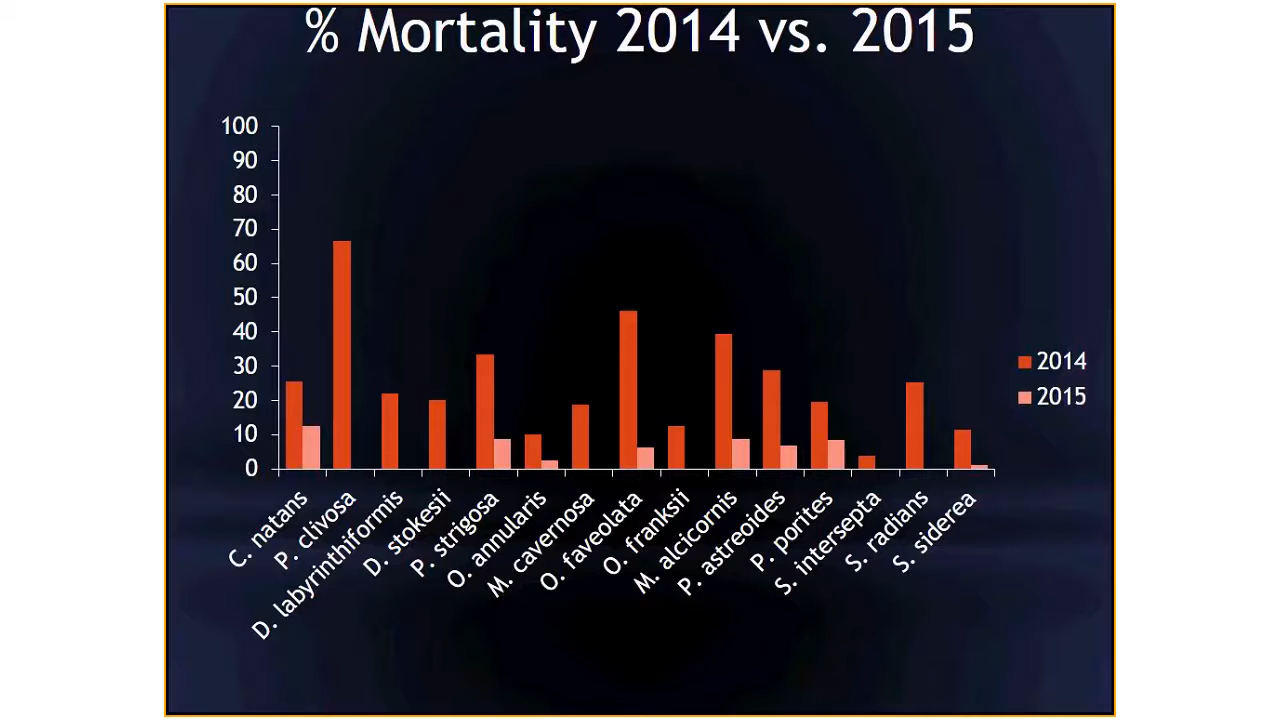 % Mortality 2014 vs. 2015
100
90
80
70
60
50
40
30
20
10
0
2014
2015
C. natans
P. clivosa
D. labyrinthiformis
D. stokesii
P. strigosa
O. annularis
M. cavernosa
O. faveolata
O. franksii
M. alcicornis
P. astreoides
P. porites
S. intersepta
S. radians
S. siderea